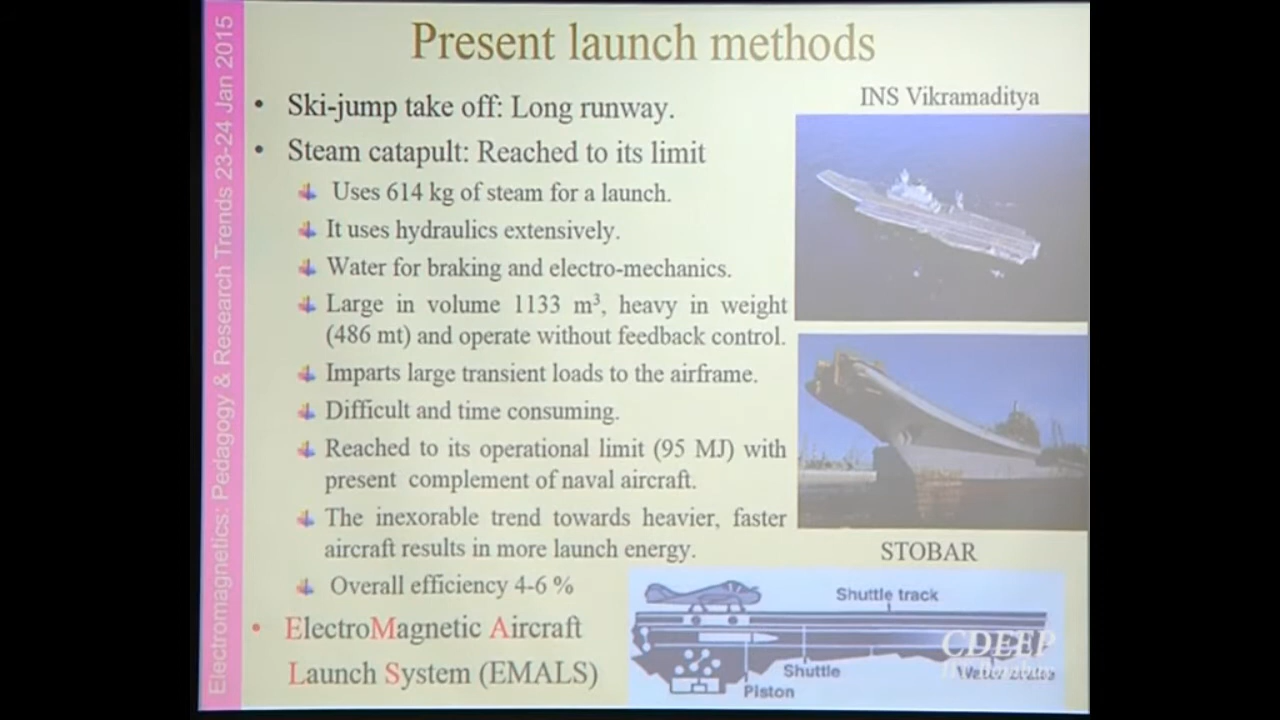 Electromagnetics: Pedagogy & Research Trends 23-24 Jan 2015
Present launch methods
• Ski-jump take off: Long runway.
• Steam catapult: Reached to its limit
Uses 614 kg of steam for a launch.
It uses hydraulics extensively.
Water for braking and electro-mechanics.
Large in volume 1133 m³, heavy in weight
(486 mt) and operate without feedback control.
Imparts large transient loads to the airframe.
Difficult and time consuming.
Reached to its operational limit (95 MJ) with
present complement of naval aircraft.
The inexorable trend towards heavier, faster
aircraft results in more launch energy.
Overall efficiency 4-6 %
• ElectroMagnetic Aircraft
Launch System (EMALS)
INS Vikramaditya
STOBAR
Shuttle track
Shuttle
Piston
Water
CDEEP